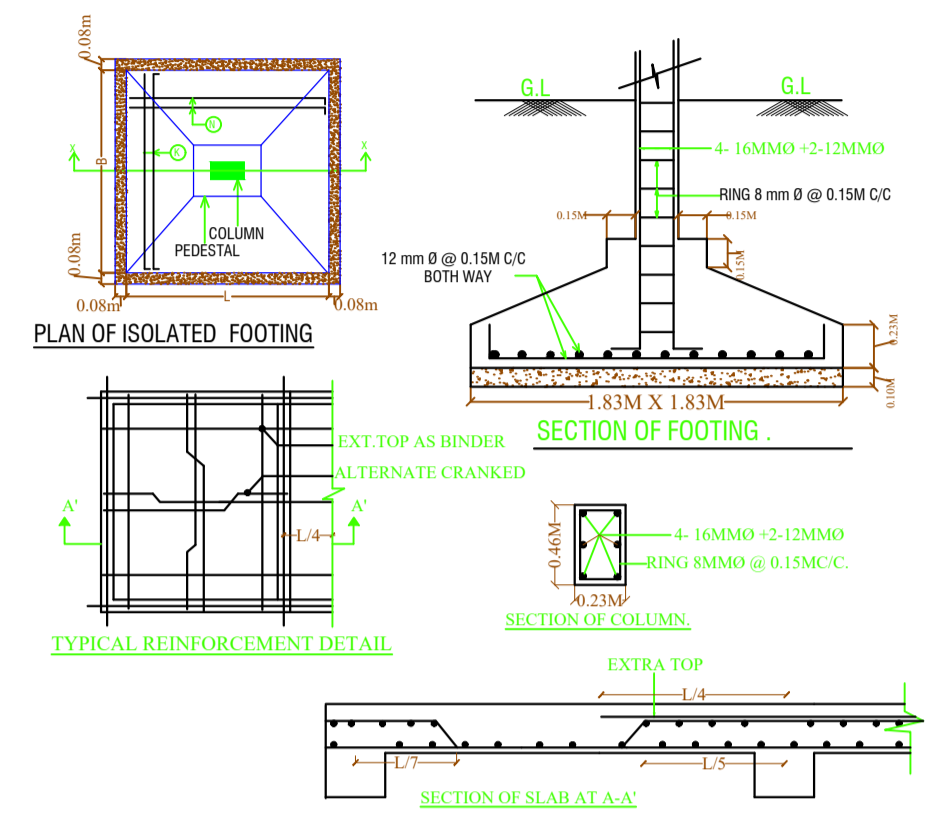 0.08m
N
K
X
X
B
COLUMN
PEDESTAL
0.08m
L
0.08m
0.08m
PLAN OF ISOLATED FOOTING
G.L
G.L
4- 16MMØ +2-12MMØ
RING 8 mm Ø @ 0.15M C/C
0.15M
0.15M
0.15M
12 mm Ø @ 0.15M C/C
BOTH WAY
0.23M
0.10M
1.83M X 1.83M
SECTION OF FOOTING .
EXT.TOP AS BINDER
ALTERNATE CRANKED
A'
A'
L/4
TYPICAL REINFORCEMENT DETAIL
0.46M
4- 16MMØ +2-12MMØ
RING 8MMØ @ 0.15MC/C.
0.23M
SECTION OF COLUMN.
EXTRA TOP
L/4
L/7
L/5
SECTION OF SLAB AT A-A'